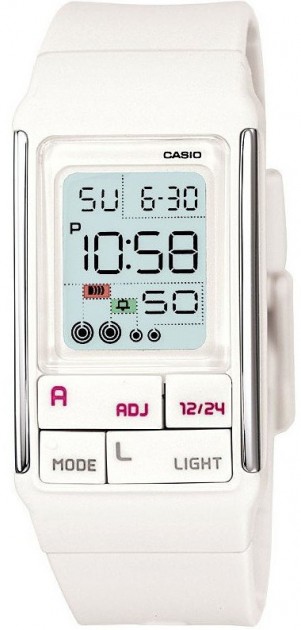 CASIO
SU 6-30
P
10:58
50
A ADJ 12/24
MODE L LIGHT